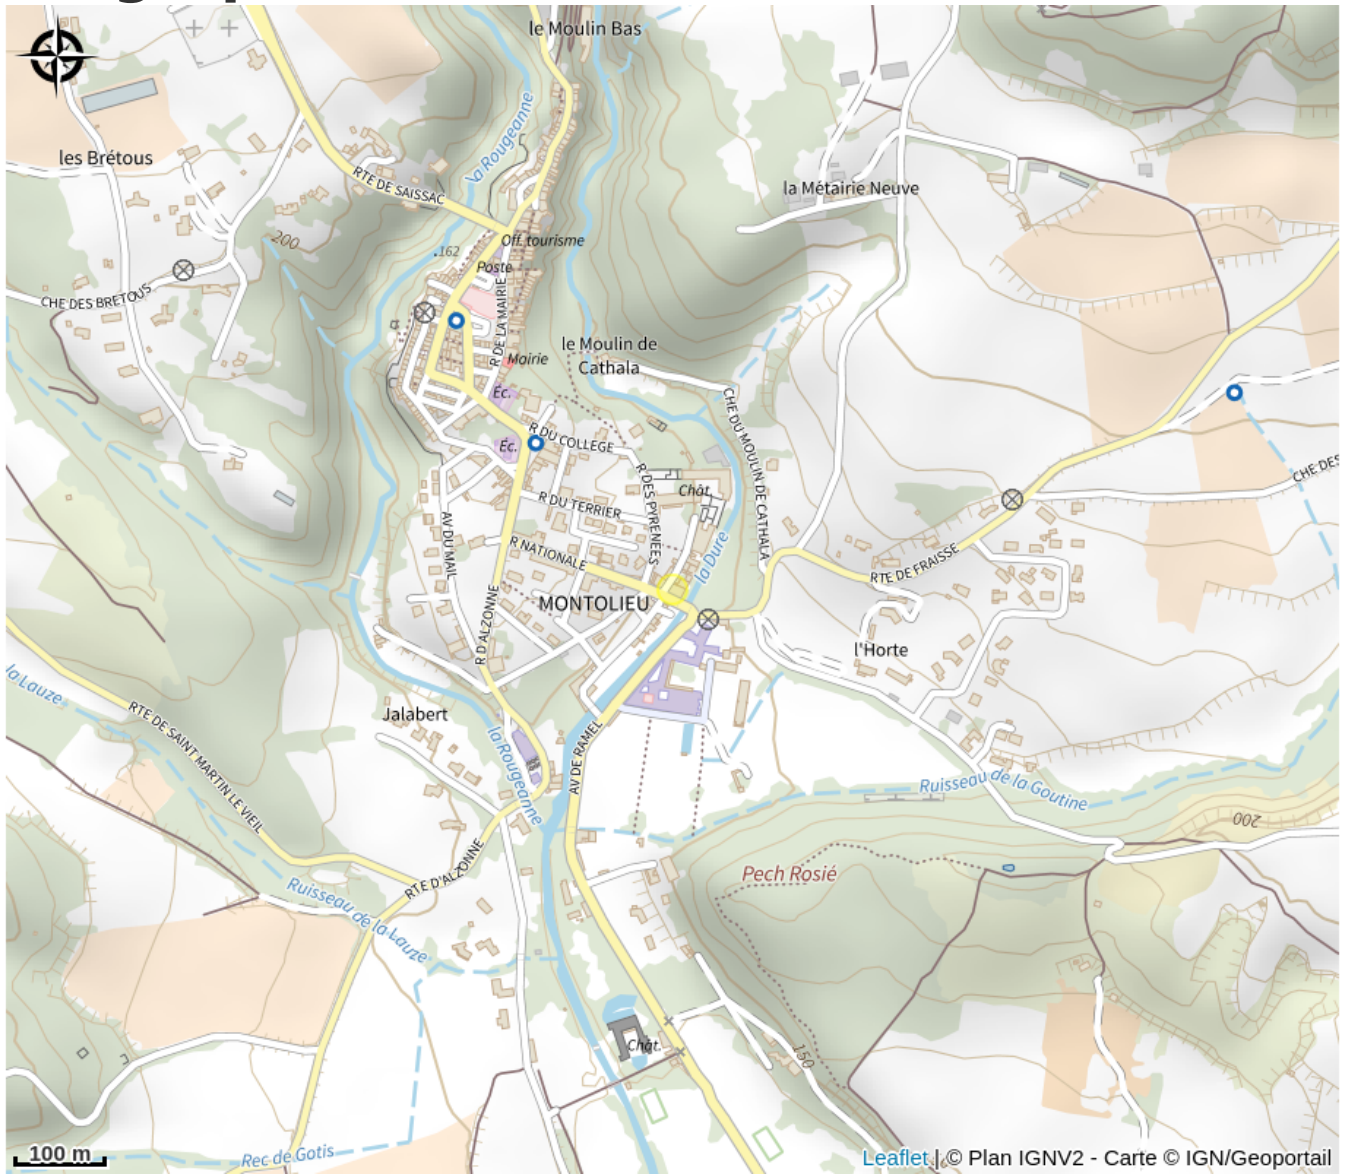 le Moulin Bas
la Rougeanne
les Brétous
RTE DE SAISSAC
la Métairie Neuve
200
Off. tourisme
162
Poste
CHE DES BRETOUS
R DE LA MAIRIE
le Moulin de
Cathala
Mairie
Éc.
CHE DU MOULIN DE CATHALA
R DU COLLEGE
Éc.
R DES PYRENEES
CHE DES
Chât.
R DU TERRIER
AV DU MAIL
R NATIONALE
la Dure
RTE DE FRAISSE
MONTOLIEU
R D'ALZONNE
l'Horte
la Lauze
RTE DE SAINT MARTIN LE VIEIL
Jalabert
la Rougeanne
AV DE RAMEL
Ruisseau de la Goutine
200
RTE D'ALZONNE
Pech Rosié
Ruisseau de la Lauze
Chât.
150
100 m
Rec de Gotis
Leaflet | © Plan IGNV2 - Carte © IGN/Geoportail